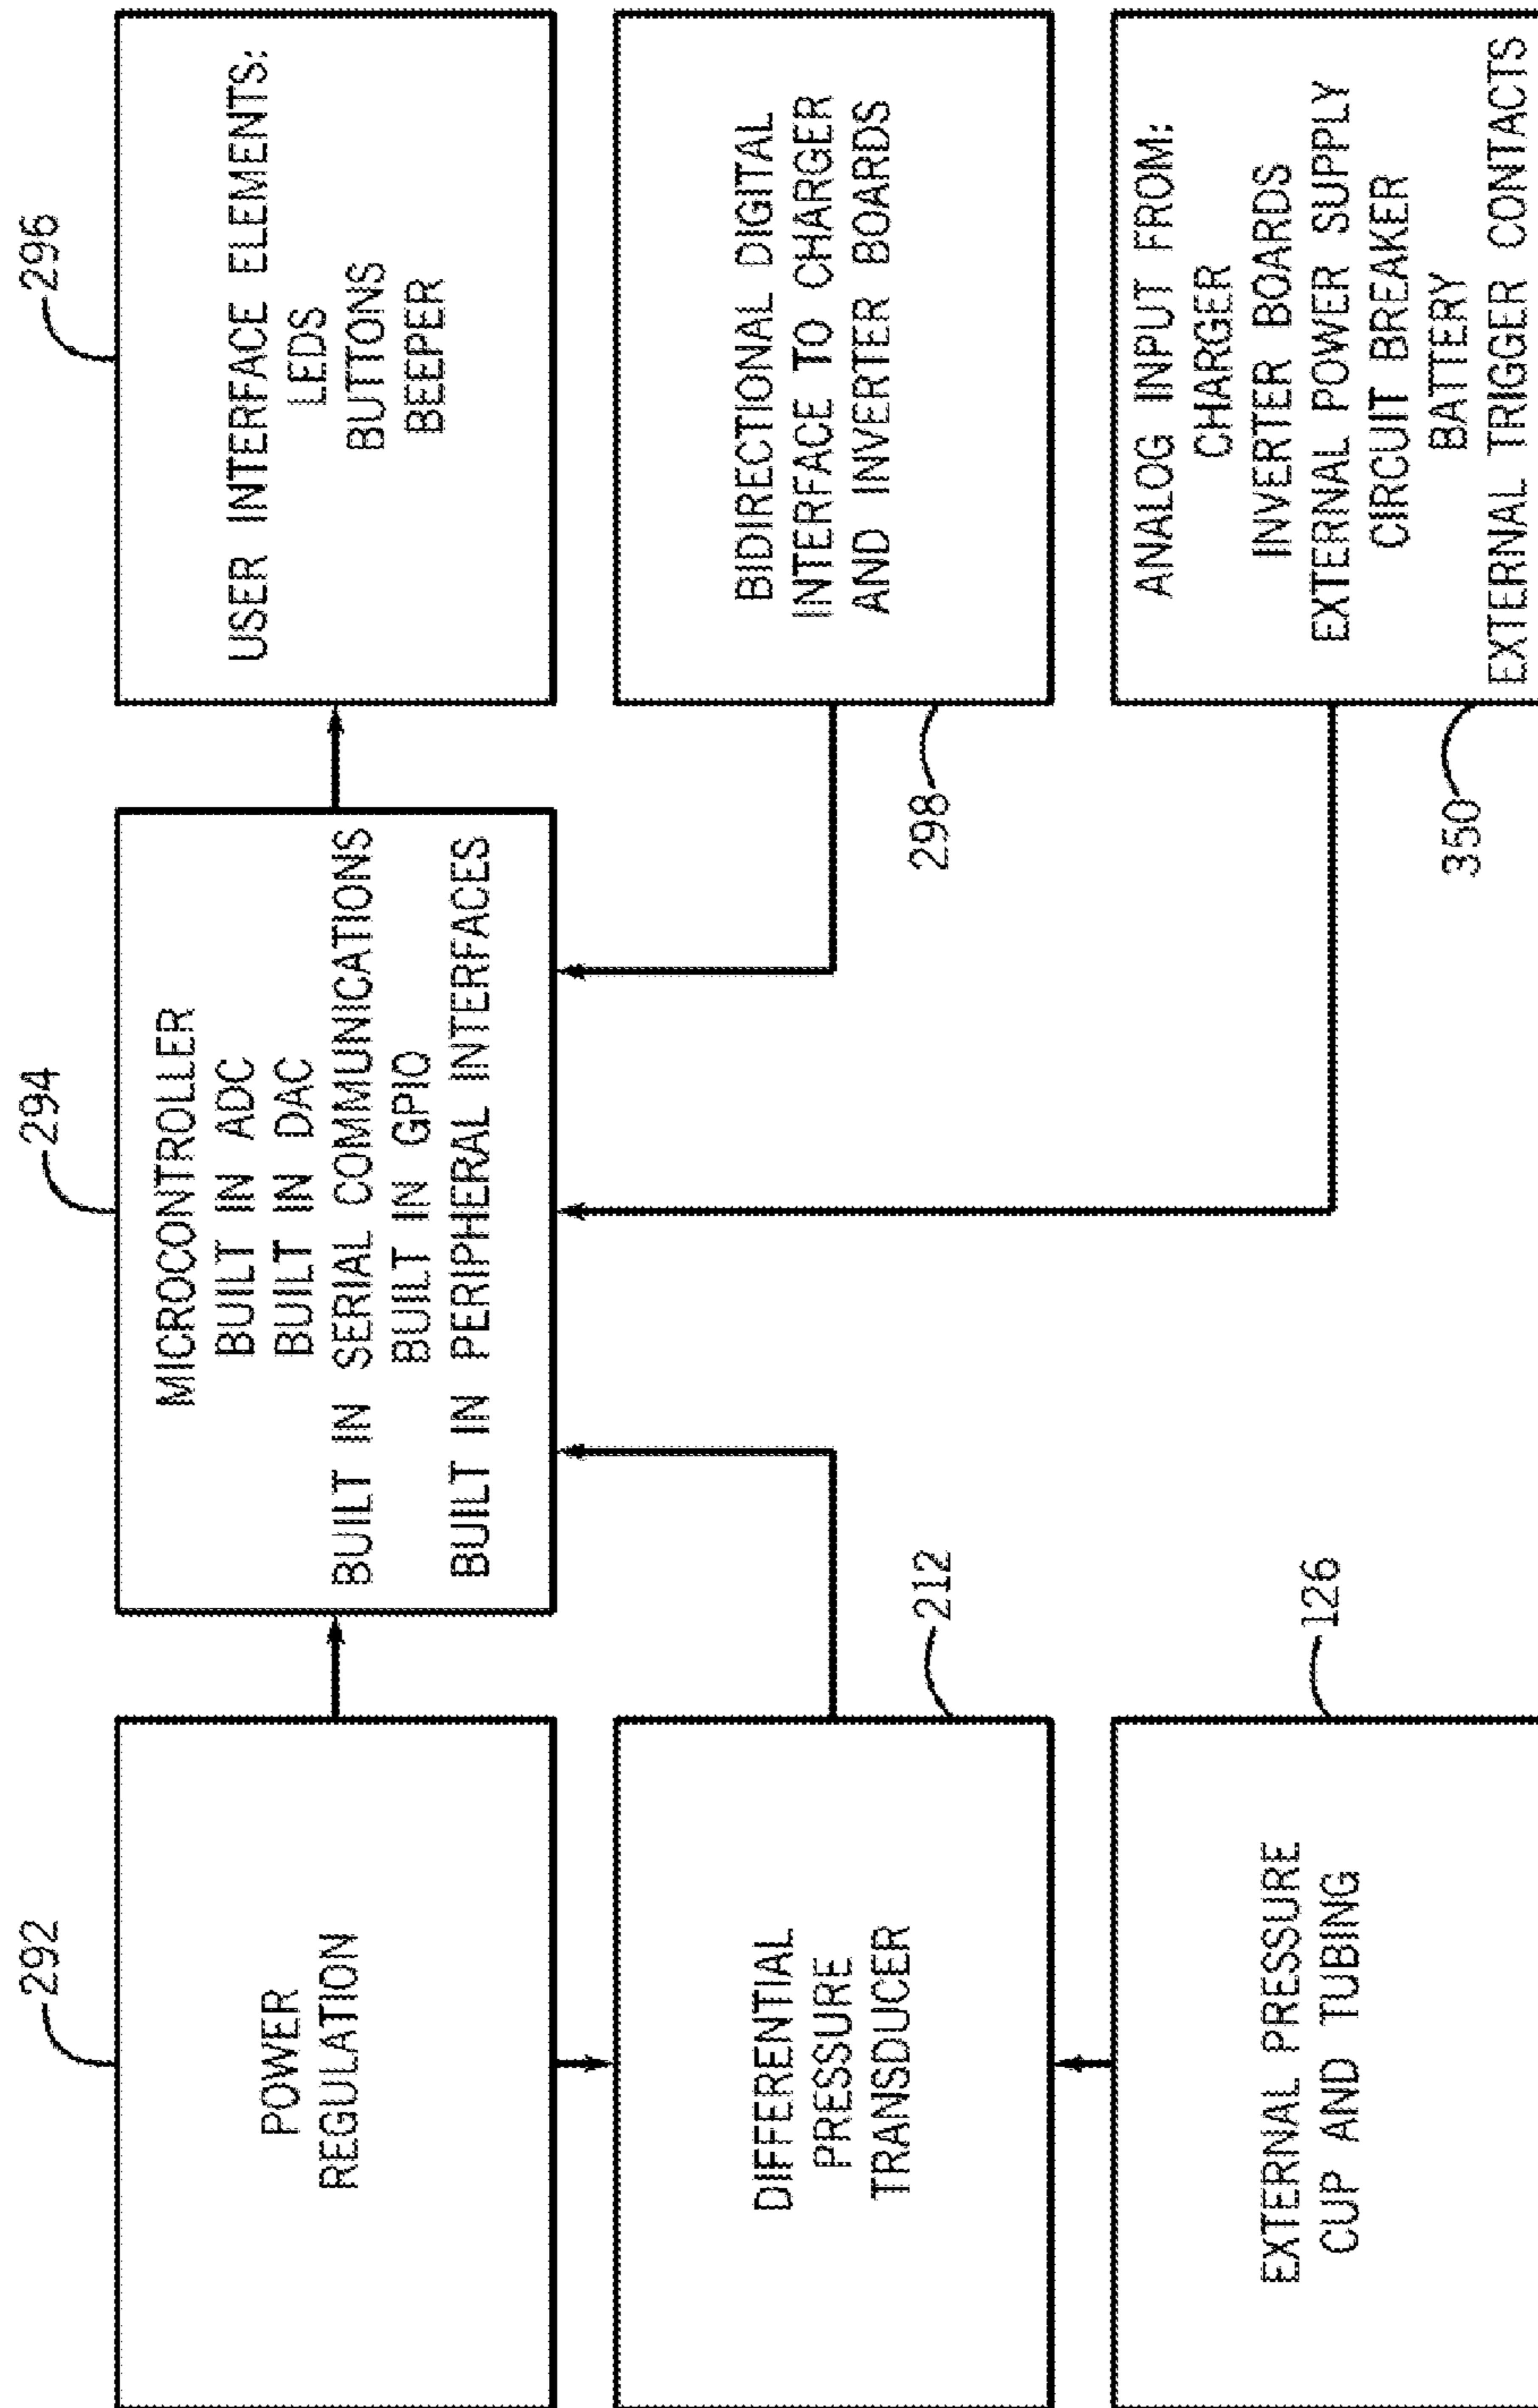 292
POWER
REGULATION
294
MICROCONTROLLER
BUILT IN ADC
BUILT IN DAC
BUILT IN SERIAL COMMUNICATIONS
BUILT IN GPIO
BUILT IN PERIPHERAL INTERFACES
296
USER INTERFACE ELEMENTS:
LEDS
BUTTONS
BEEPER
DIFFERENTIAL
PRESSURE
TRANSDUCER
212
BIDIRECTIONAL DIGITAL
INTERFACE TO CHARGER
AND INVERTER BOARDS
298
EXTERNAL PRESSURE
CUP AND TUBING
126
ANALOG INPUT FROM:
CHARGER
INVERTER BOARDS
EXTERNAL POWER SUPPLY
CIRCUIT BREAKER
BATTERY
EXTERNAL TRIGGER CONTACTS
350